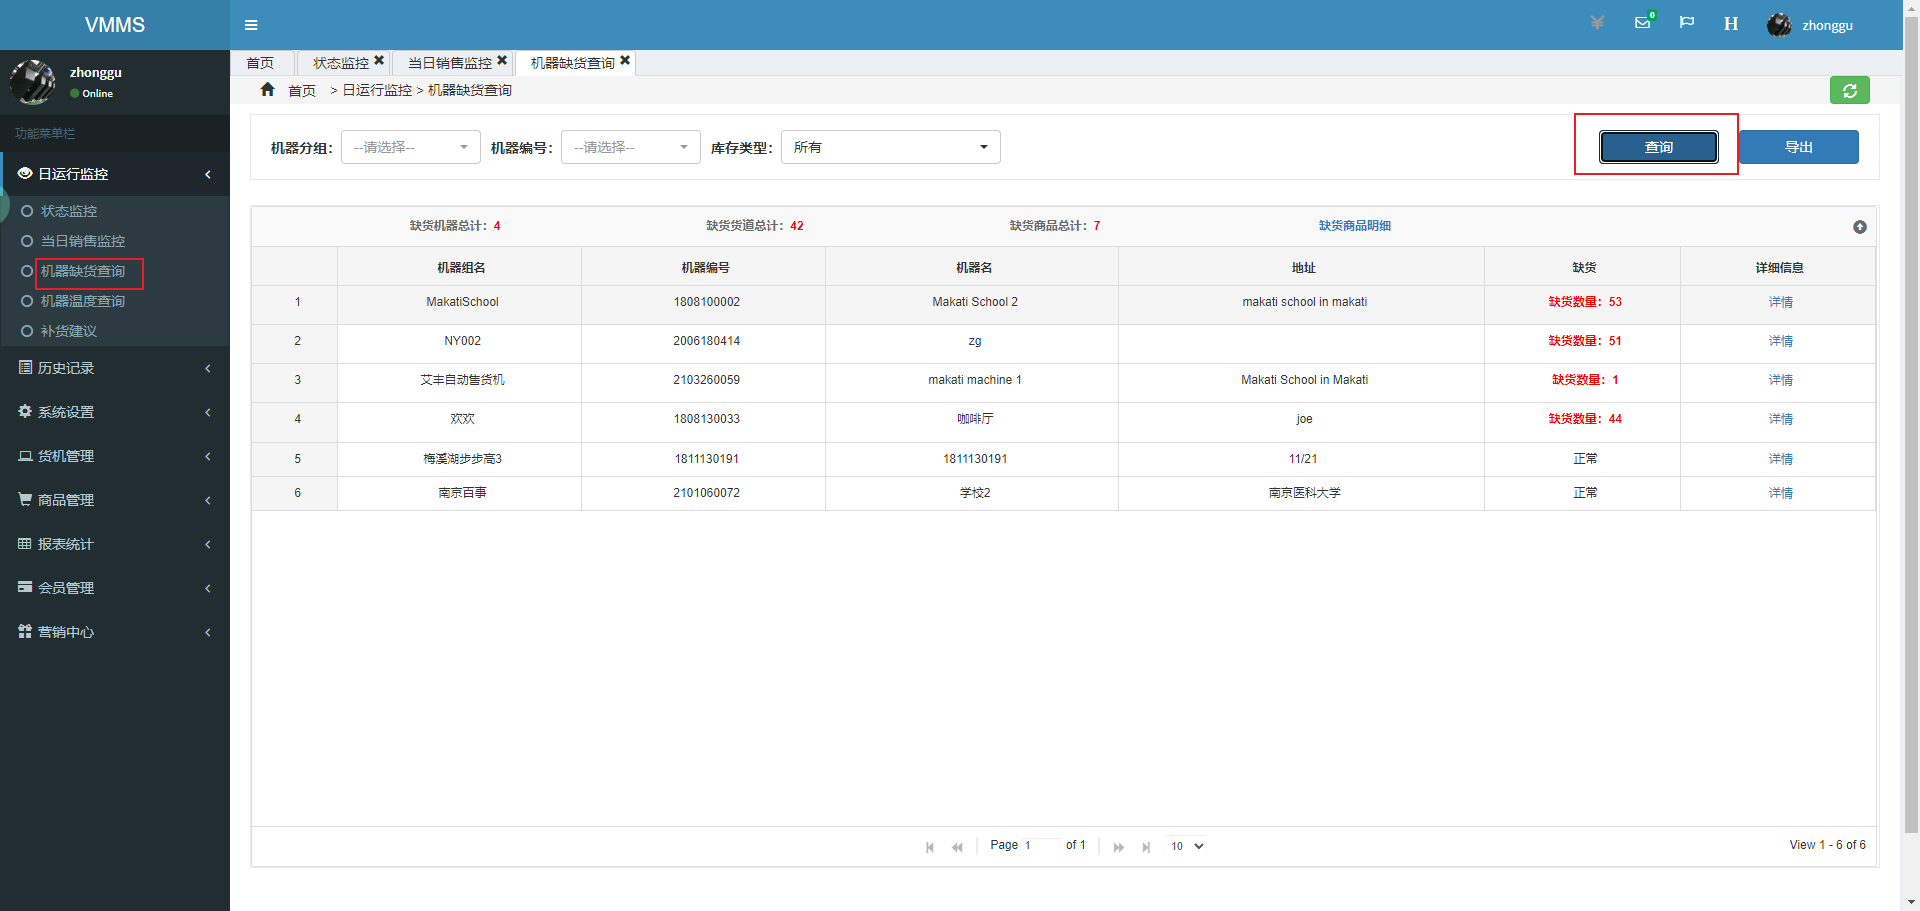 VMMS
¥
0
H
zhonggu
zhonggu
Online
功能菜单栏
日运行监控
状态监控
当日销售监控
机器缺货查询
机器温度查询
补货建议
历史记录
系统设置
货机管理
商品管理
报表统计
会员管理
营销中心
首页 状态监控 当日销售监控 机器缺货查询
首页 > 日运行监控 > 机器缺货查询
机器分组: --请选择-- 机器编号: --请选择-- 库存类型: 所有 查询 导出
缺货机器总计: 4 缺货货道总计: 42 缺货商品总计: 7 缺货商品明细
机器组名 机器编号 机器名 地址 缺货 详细信息
1 MakatiSchool 1808100002 Makati School 2 makati school in makati 缺货数量: 53 详情
2 NY002 2006180414 zg 缺货数量: 51 详情
3 艾丰自动售货机 2103260059 makati machine 1 Makati School in Makati 缺货数量: 1 详情
4 欢欢 1808130033 咖啡厅 joe 缺货数量: 44 详情
5 梅溪湖步步高3 1811130191 1811130191 11/21 正常 详情
6 南京百事 2101060072 学校2 南京医科大学 正常 详情
Page 1 of 1 10 View 1 - 6 of 6